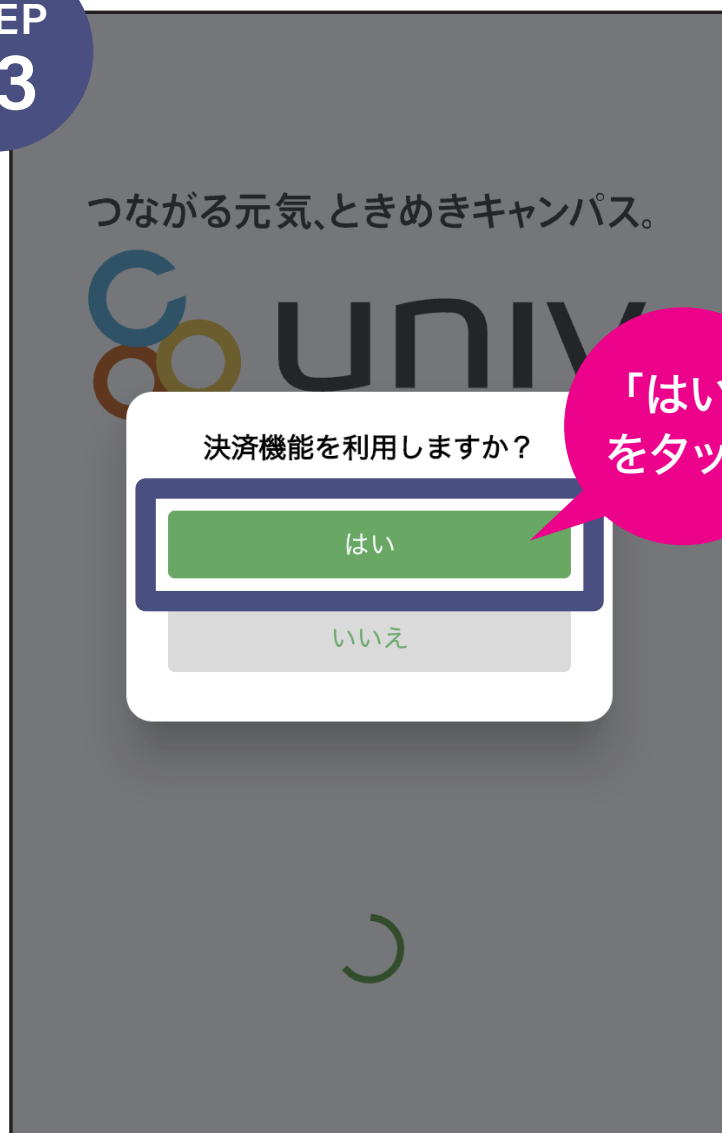 EP
3
つながる元気、ときめきキャンパス。
univ
「はい
をタッ
決済機能を利用しますか？
はい
いいえ